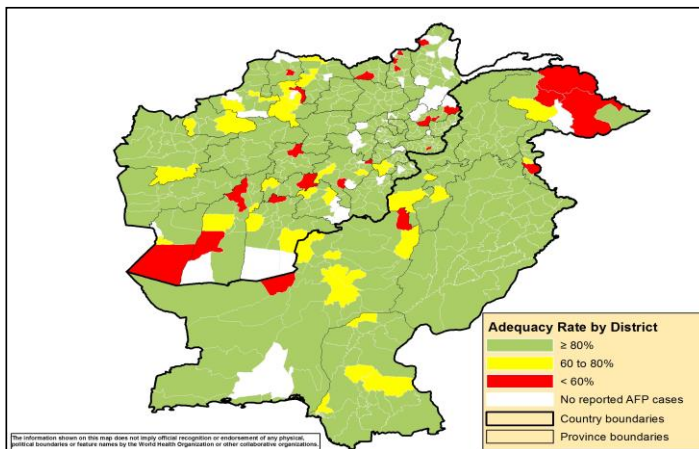 Adequacy Rate by District
≥ 80%
60 to 80%
< 60%
No reported AFP cases
Country boundaries
Province boundaries
The information shown on this map does not imply official recognition or endorsement of any physical,
political boundaries or feature names by the World Health Organization or other collaborative organizations.